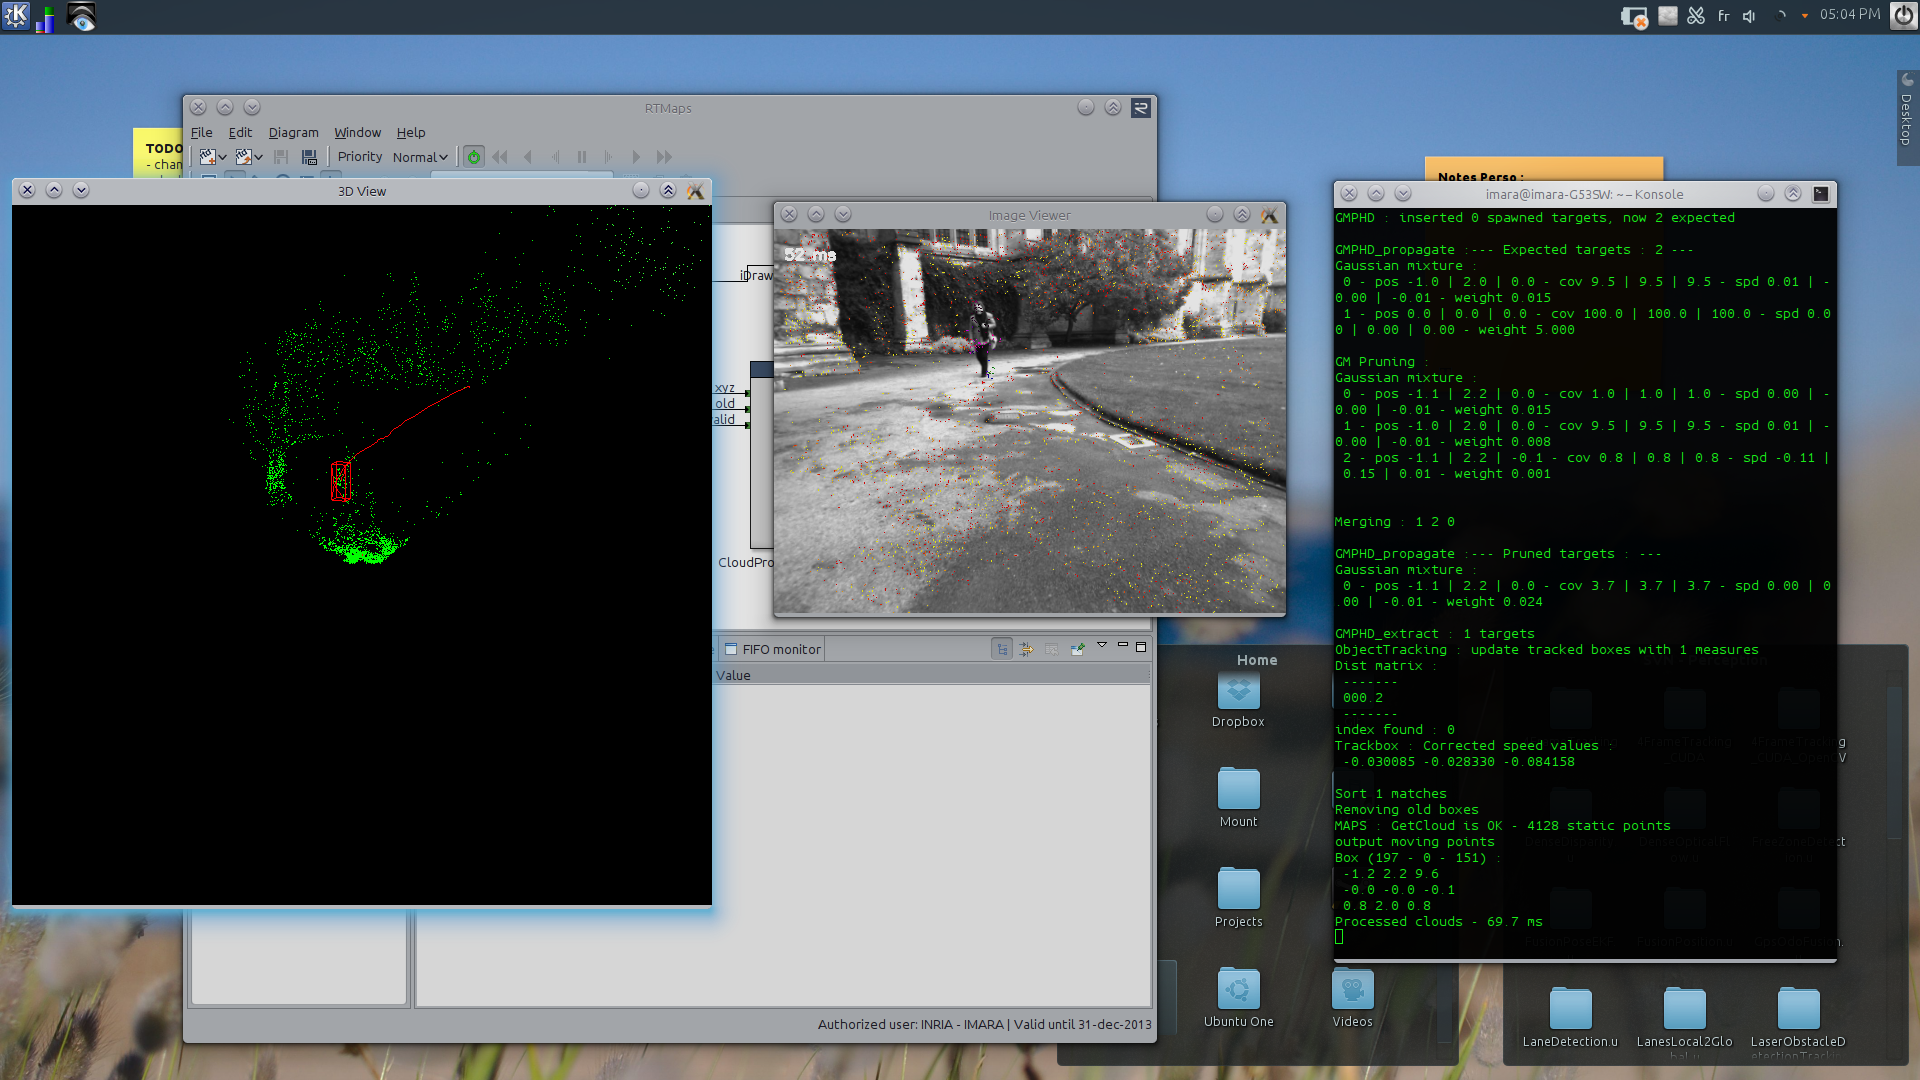 fr
05:04 PM
Desktop
TODO
- chan
RTMaps
File Edit Diagram Window Help
Priority Normal
3D View
iDraw
xyz
old
alid
CloudPro
FIFO monitor
Value
Authorized user: INRIA - IMARA | Valid until 31-dec-2013
Image Viewer
52 ms
Notes Perso :
imara@imara-G53SW: ~ – Konsole
GMPHD : inserted 0 spawned targets, now 2 expected
GMPHD_propagate :--- Expected targets : 2 ---
Gaussian mixture :
0 - pos -1.0 | 2.0 | 0.0 - cov 9.5 | 9.5 | 9.5 - spd 0.01 | -
0.00 | -0.01 - weight 0.015
1 - pos 0.0 | 0.0 | 0.0 - cov 100.0 | 100.0 | 100.0 - spd 0.0
0 | 0.00 | 0.00 - weight 5.000
GM Pruning :
Gaussian mixture :
0 - pos -1.1 | 2.2 | 0.0 - cov 1.0 | 1.0 | 1.0 - spd 0.00 | -
0.00 | -0.01 - weight 0.015
1 - pos -1.0 | 2.0 | 0.0 - cov 9.5 | 9.5 | 9.5 - spd 0.01 | -
0.00 | -0.01 - weight 0.008
2 - pos -1.1 | 2.2 | -0.1 - cov 0.8 | 0.8 | 0.8 - spd -0.11 |
0.15 | 0.01 - weight 0.001
Merging : 1 2 0
GMPHD_propagate :--- Pruned targets : ---
Gaussian mixture :
0 - pos -1.1 | 2.2 | 0.0 - cov 3.7 | 3.7 | 3.7 - spd 0.00 | 0
.00 | -0.01 - weight 0.024
GMPHD_extract : 1 targets
ObjectTracking : update tracked boxes with 1 measures
Dist matrix :
-------
000.2
-------
index found : 0
Trackbox : Corrected speed values :
-0.030085 -0.028330 -0.084158
Sort 1 matches
Removing old boxes
MAPS : GetCloud is OK - 4128 static points
output moving points
Box (197 - 0 - 151) :
-1.2 2.2 9.6
-0.0 -0.0 -0.1
0.8 2.0 0.8
Processed clouds - 69.7 ms
Home
Dropbox
Mount
Projects
Ubuntu One
Videos
LaneDetection.u
LanesLocal2Glo
bal.u
LaserObstacleD
etectionTrackin